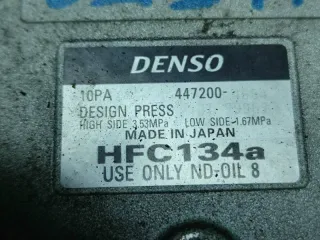 DENSO
10PA 447200-
DESIGN PRESS
HIGH SIDE 3.53MPa LOW SIDE 1.67MPa
MADE IN JAPAN
HFC134a
USE ONLY ND-OIL 8